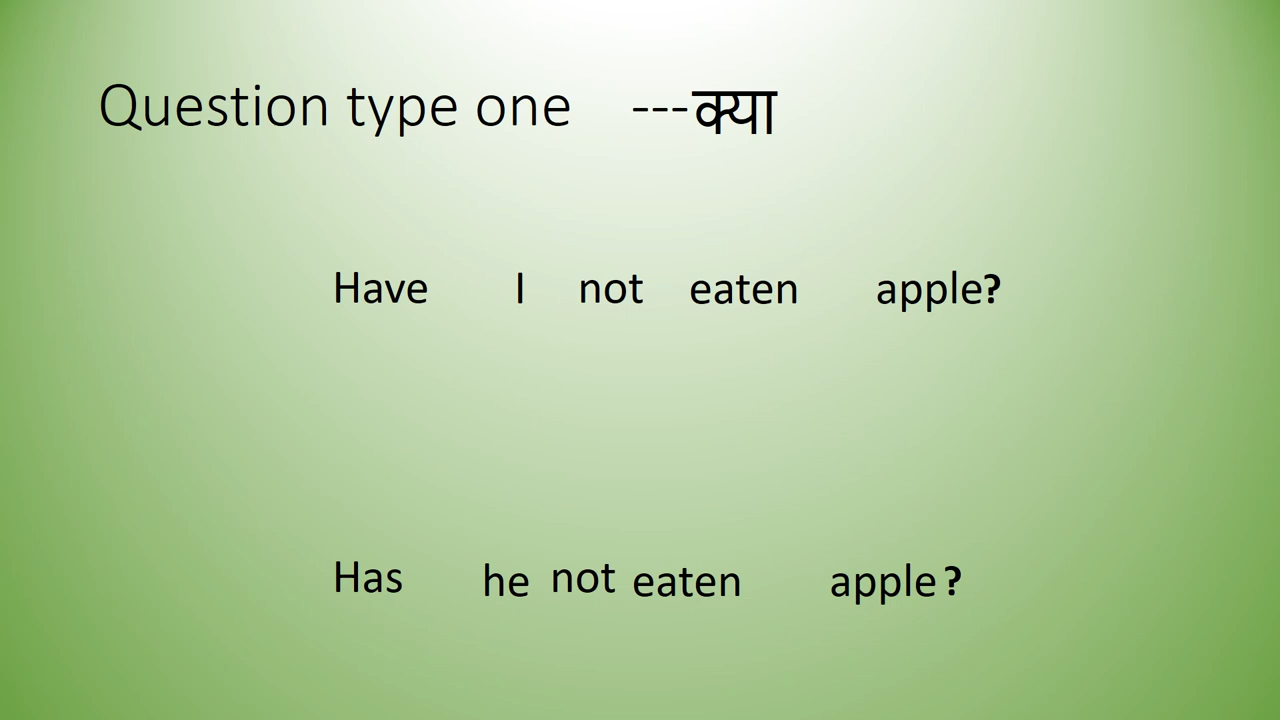 Question type one ---क्या
Have I not eaten apple?
Has he not eaten apple ?